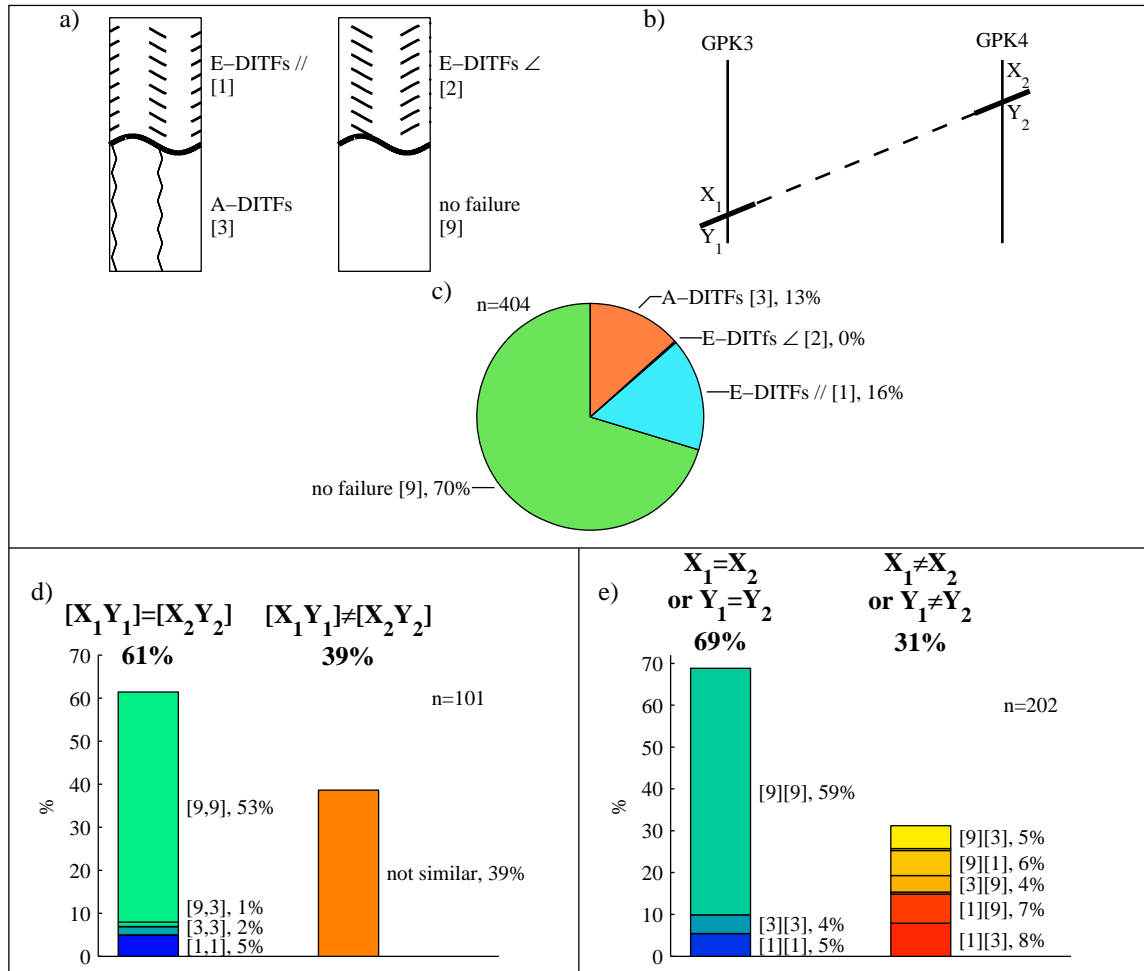 a)
E–DITFs //
[1]
E–DITFs ∠
[2]
A–DITFs
[3]
no failure
[9]
b)
GPK3
GPK4
X2
Y2
X1
Y1
c)
n=404
A–DITFs [3], 13%
E–DITfs ∠ [2], 0%
E–DITFs // [1], 16%
no failure [9], 70%
d)
[X1Y1]=[X2Y2]
61%
[X1Y1]≠[X2Y2]
39%
n=101
70
60
50
40
30
20
10
0
%
[9,9], 53%
[9,3], 1%
[3,3], 2%
[1,1], 5%
not similar, 39%
e)
X1=X2
or Y1=Y2
69%
X1≠X2
or Y1≠Y2
31%
n=202
70
60
50
40
30
20
10
0
%
[9][9], 59%
[3][3], 4%
[1][1], 5%
[9][3], 5%
[9][1], 6%
[3][9], 4%
[1][9], 7%
[1][3], 8%